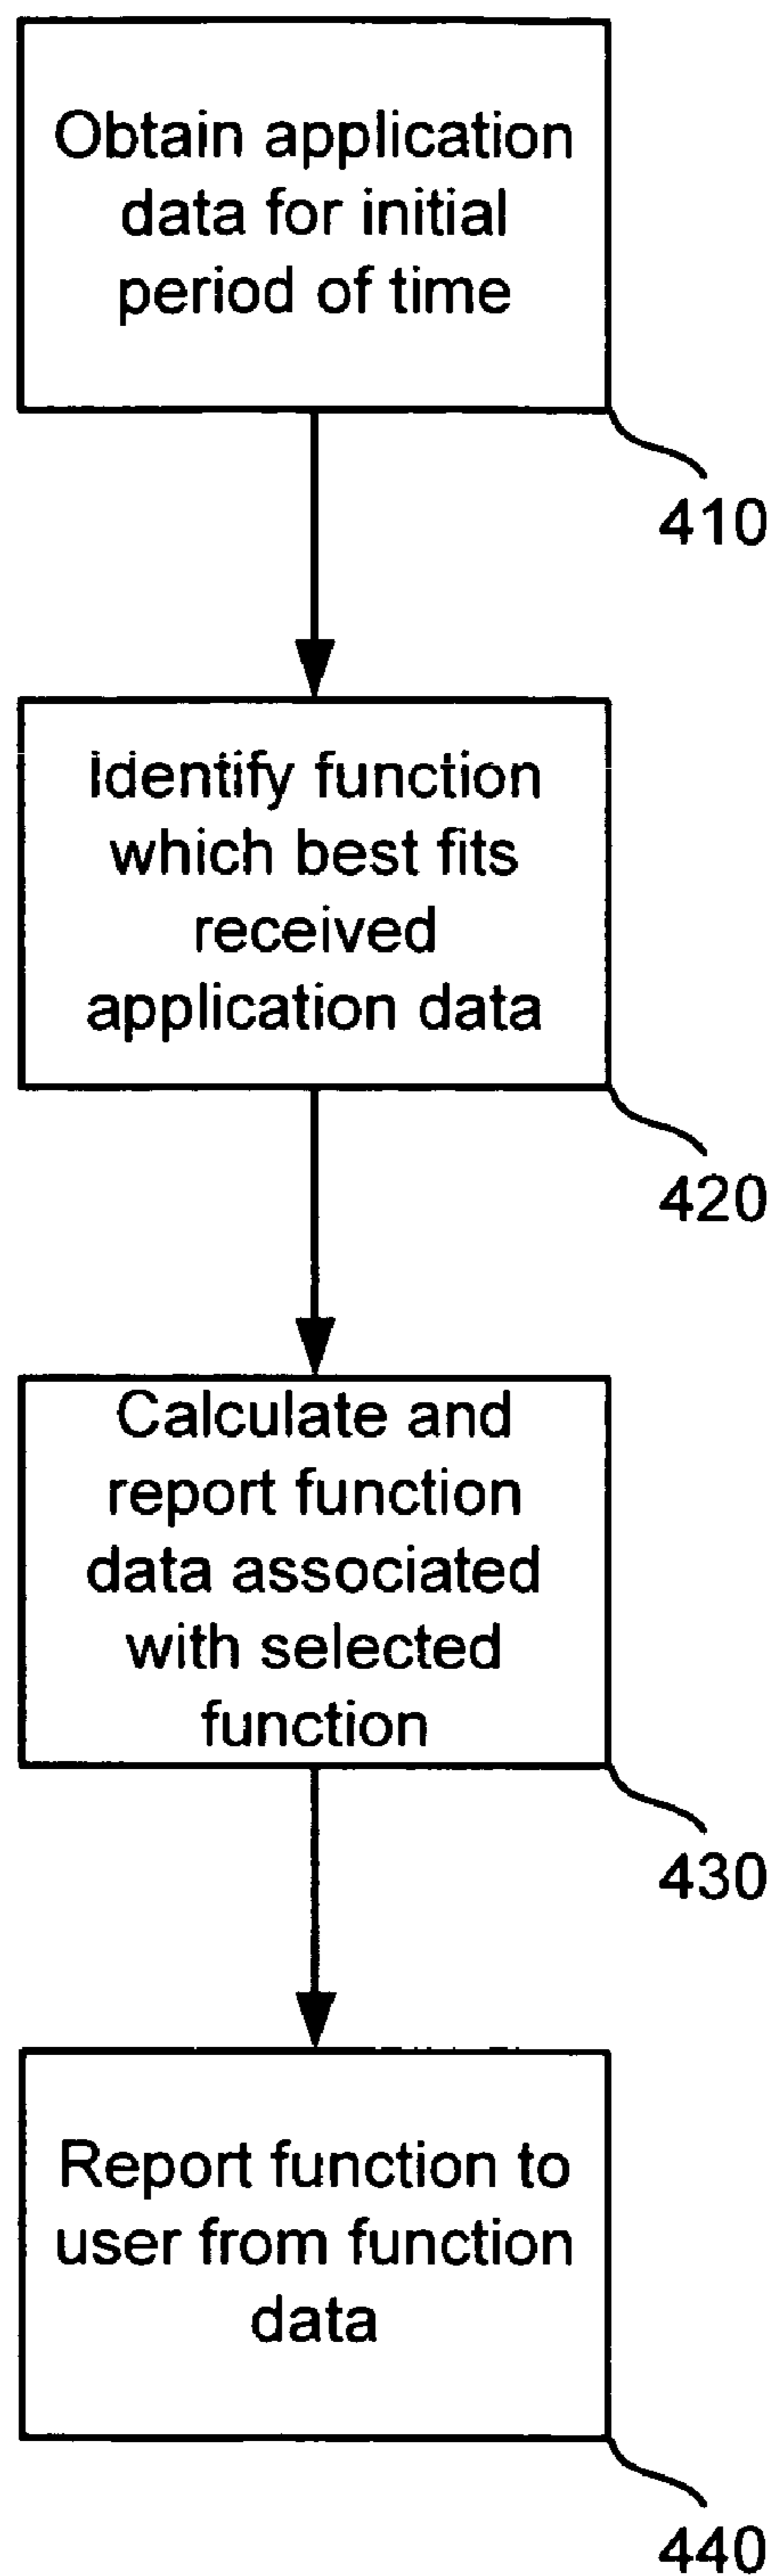 Obtain application
data for initial
period of time
410
Identify function
which best fits
received
application data
420
Calculate and
report function
data associated
with selected
function
430
Report function to
user from function
data
440